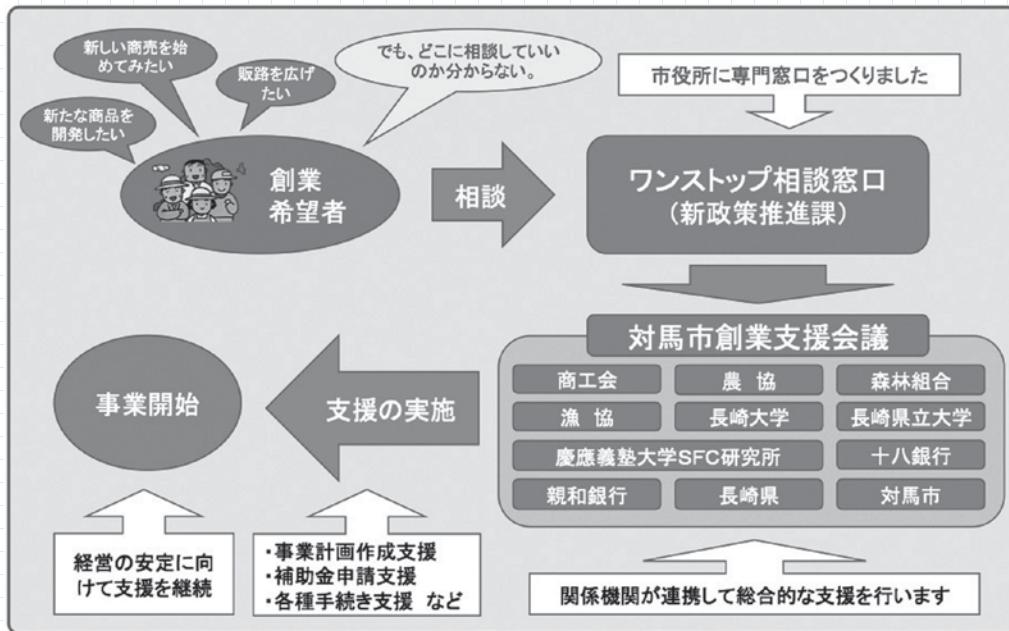 新しい商売を始
めてみたい
販路を広げ
たい
新たな商品を
開発したい
でも、どこに相談していい
のか分からない。
創業
希望者
相談
市役所に専門窓口をつくりました
ワンストップ相談窓口
(新政策推進課)
対馬市創業支援会議
商工会
農協
森林組合
漁協
長崎大学
長崎県立大学
慶應義塾大学SFC研究所
十八銀行
親和銀行
長崎県
対馬市
関係機関が連携して総合的な支援を行います
支援の実施
・事業計画作成支援
・補助金申請支援
・各種手続き支援 など
事業開始
経営の安定に向
けて支援を継続